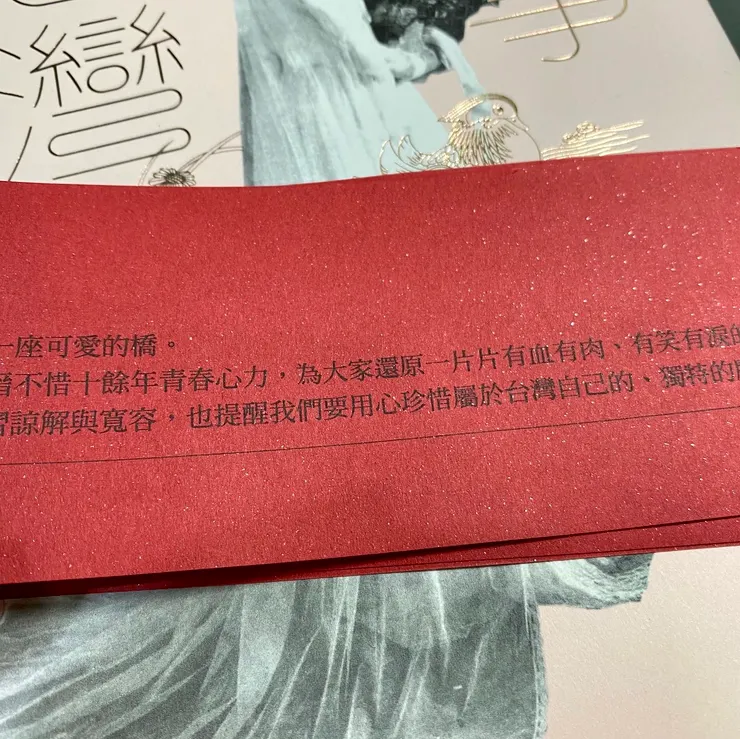 灣
一座可愛的橋。
不惜十餘年青春心力，為大家還原一片片有血有肉、有笑有淚的
諒解與寬容，也提醒我們要用心珍惜屬於台灣自己的、獨特的